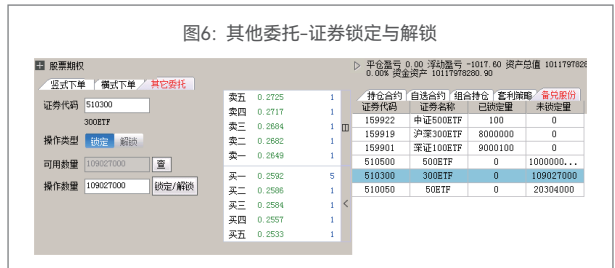 图6：其他委托-证券锁定与解锁
股票期权
竖式下单 横式下单 其它委托
证券代码 510300
300ETF
操作类型 锁定 解锁
可用数量 109027000 查
操作数量 109027000 锁定/解锁
卖五 0.2725 1
卖四 0.2717 1
卖三 0.2684 1
卖二 0.2682 1
卖一 0.2649 1
买一 0.2592 5
买二 0.2586 1
买三 0.2584 1
买四 0.2557 1
买五 0.2533 1
平仓盈亏 0.00 浮动盈亏 -1017.60 资产总值 1011797828
0.00% 资金资产 1011797828​0.90
持仓合约 自选合约 组合持仓 套利策略 备兑股份
证券代码 证券名称 已锁定量 未锁定量
159922 中证500ETF 100 0
159919 沪深300ETF 8000000 0
159901 深证100ETF 9000100 0
510500 500ETF 0 1000000...
510300 300ETF 0 109027000
510050 50ETF 0 20304000